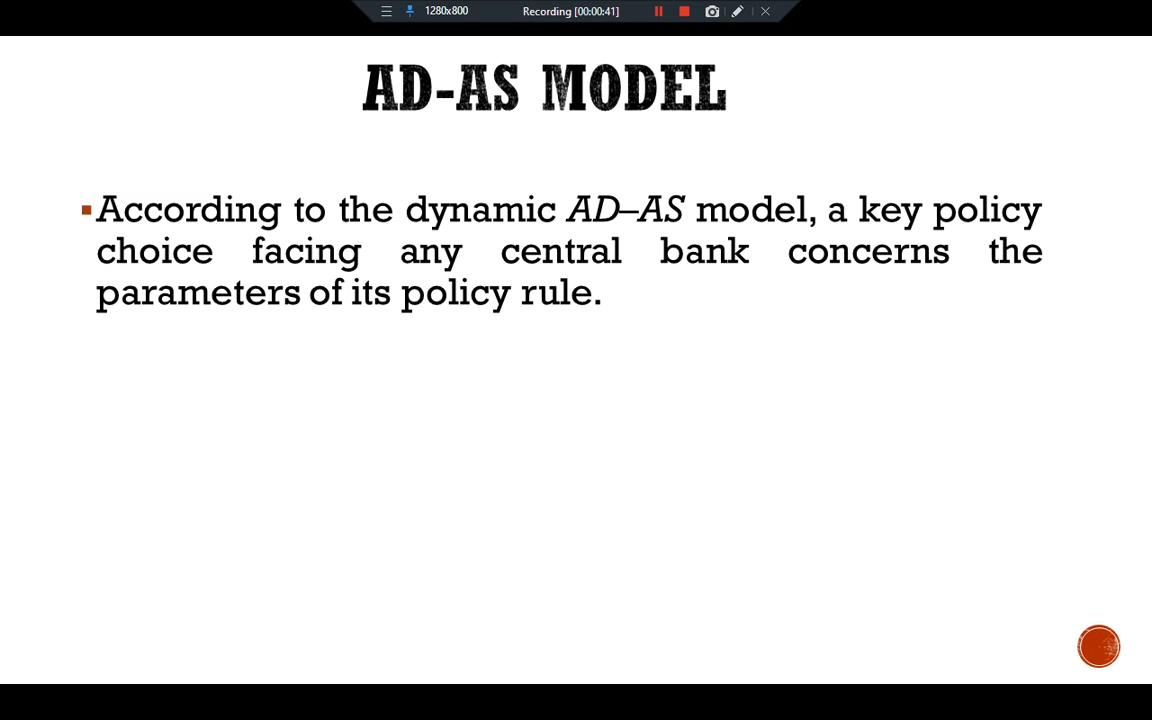 1280x800 Recording [00:00:41]
AD-AS MODEL
▪According to the dynamic AD–AS model, a key policy
choice facing any central bank concerns the
parameters of its policy rule.